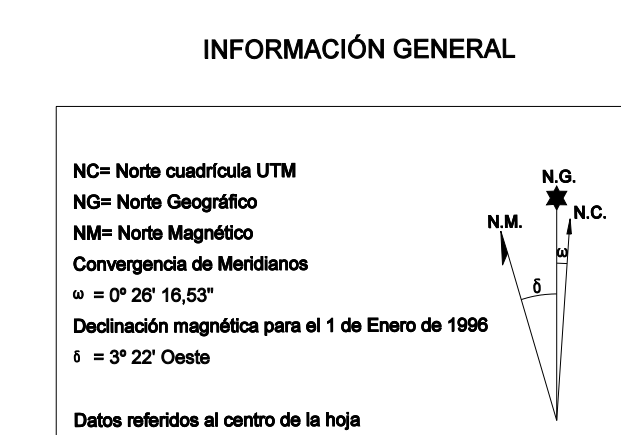 INFORMACIÓN GENERAL
NC= Norte cuadrícula UTM
NG= Norte Geográfico
NM= Norte Magnético
Convergencia de Meridianos
ω = 0º 26' 16,53"
Declinación magnética para el 1 de Enero de 1996
δ = 3º 22' Oeste
Datos referidos al centro de la hoja
N.G.
N.M.
N.C.
ω
δ